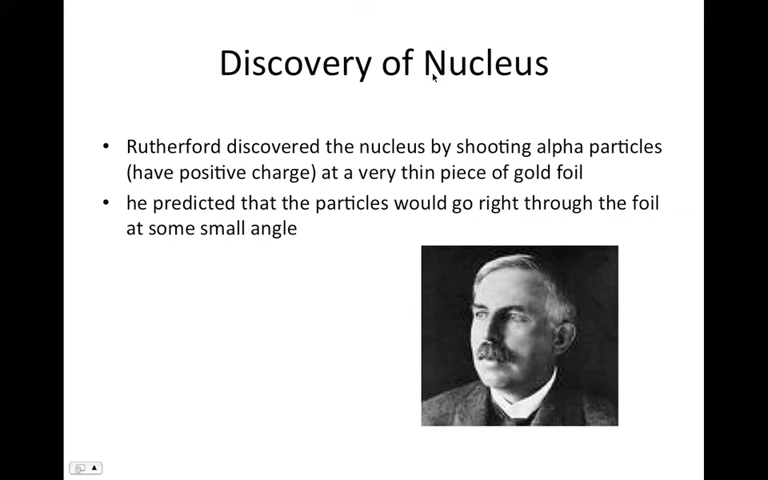 Discovery of Nucleus
• Rutherford discovered the nucleus by shooting alpha particles
(have positive charge) at a very thin piece of gold foil
• he predicted that the particles would go right through the foil
at some small angle